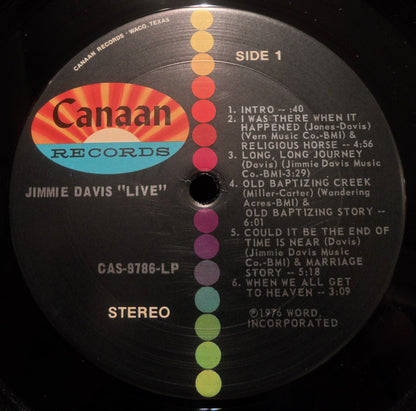 CANAAN RECORDS - WACO, TEXAS
SIDE 1
Canaan
RECORDS
JIMMIE DAVIS "LIVE"
CAS-9786-LP
STEREO
1. INTRO -- :40
2. I WAS THERE WHEN IT
HAPPENED (Jones-Davis)
(Vern Music Co.-BMI) &
RELIGIOUS HORSE -- 4:56
3. LONG, LONG JOURNEY
(Davis) (Jimmie Davis Music
Co.-BMI-3:29)
4. OLD BAPTIZING CREEK
(Miller-Carter) (Wandering
Acres-BMI) &
OLD BAPTIZING STORY --
6:01
5. COULD IT BE THE END OF
TIME IS NEAR (Davis)
(Jimmie Davis Music
Co.-BMI) & MARRIAGE
STORY -- 5:18
6. WHEN WE ALL GET
TO HEAVEN -- 3:09
℗1976 WORD,
INCORPORATED